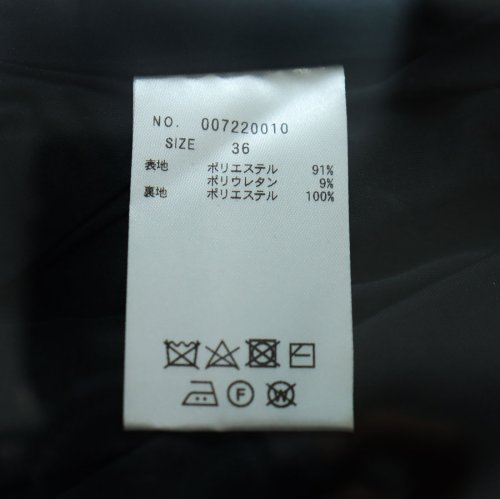 NO. 007220010
SIZE 36
表地 ポリエステル 91%
ポリウレタン 9%
裏地 ポリエステル 100%
F W